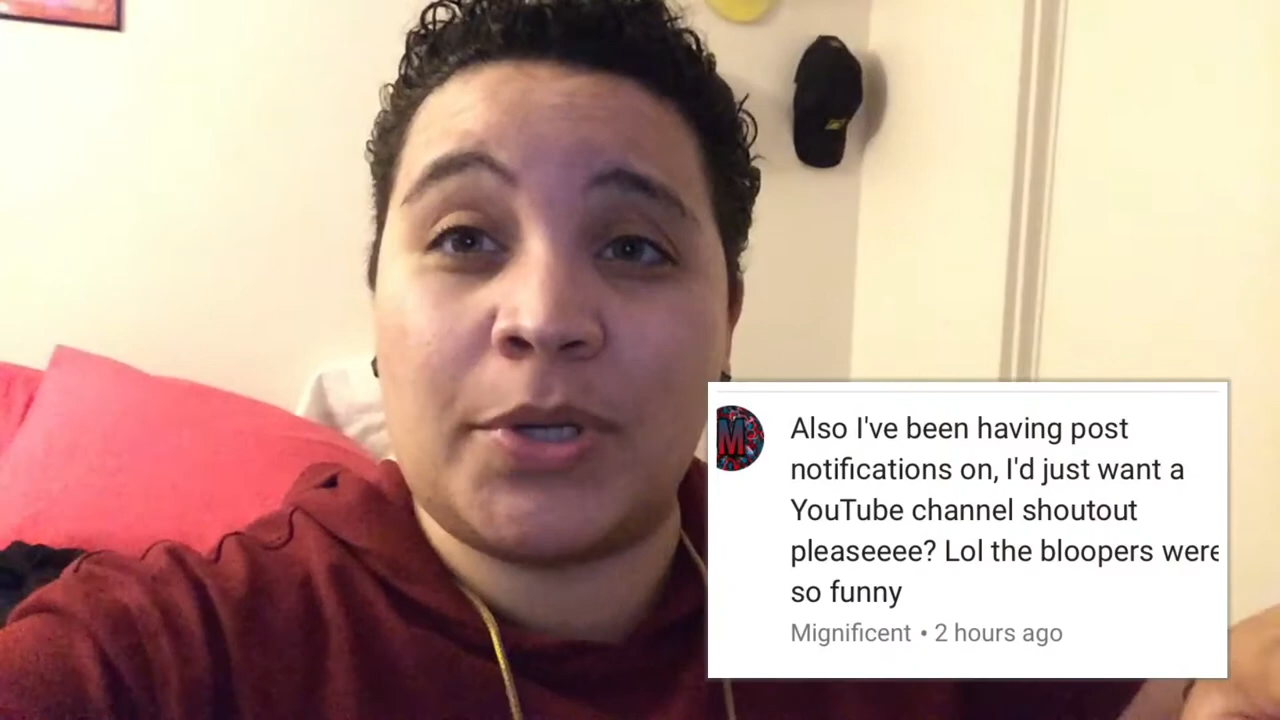 M
Also I've been having post
notifications on, I'd just want a
YouTube channel shoutout
pleaseeee? Lol the bloopers were
so funny
Mignificent • 2 hours ago